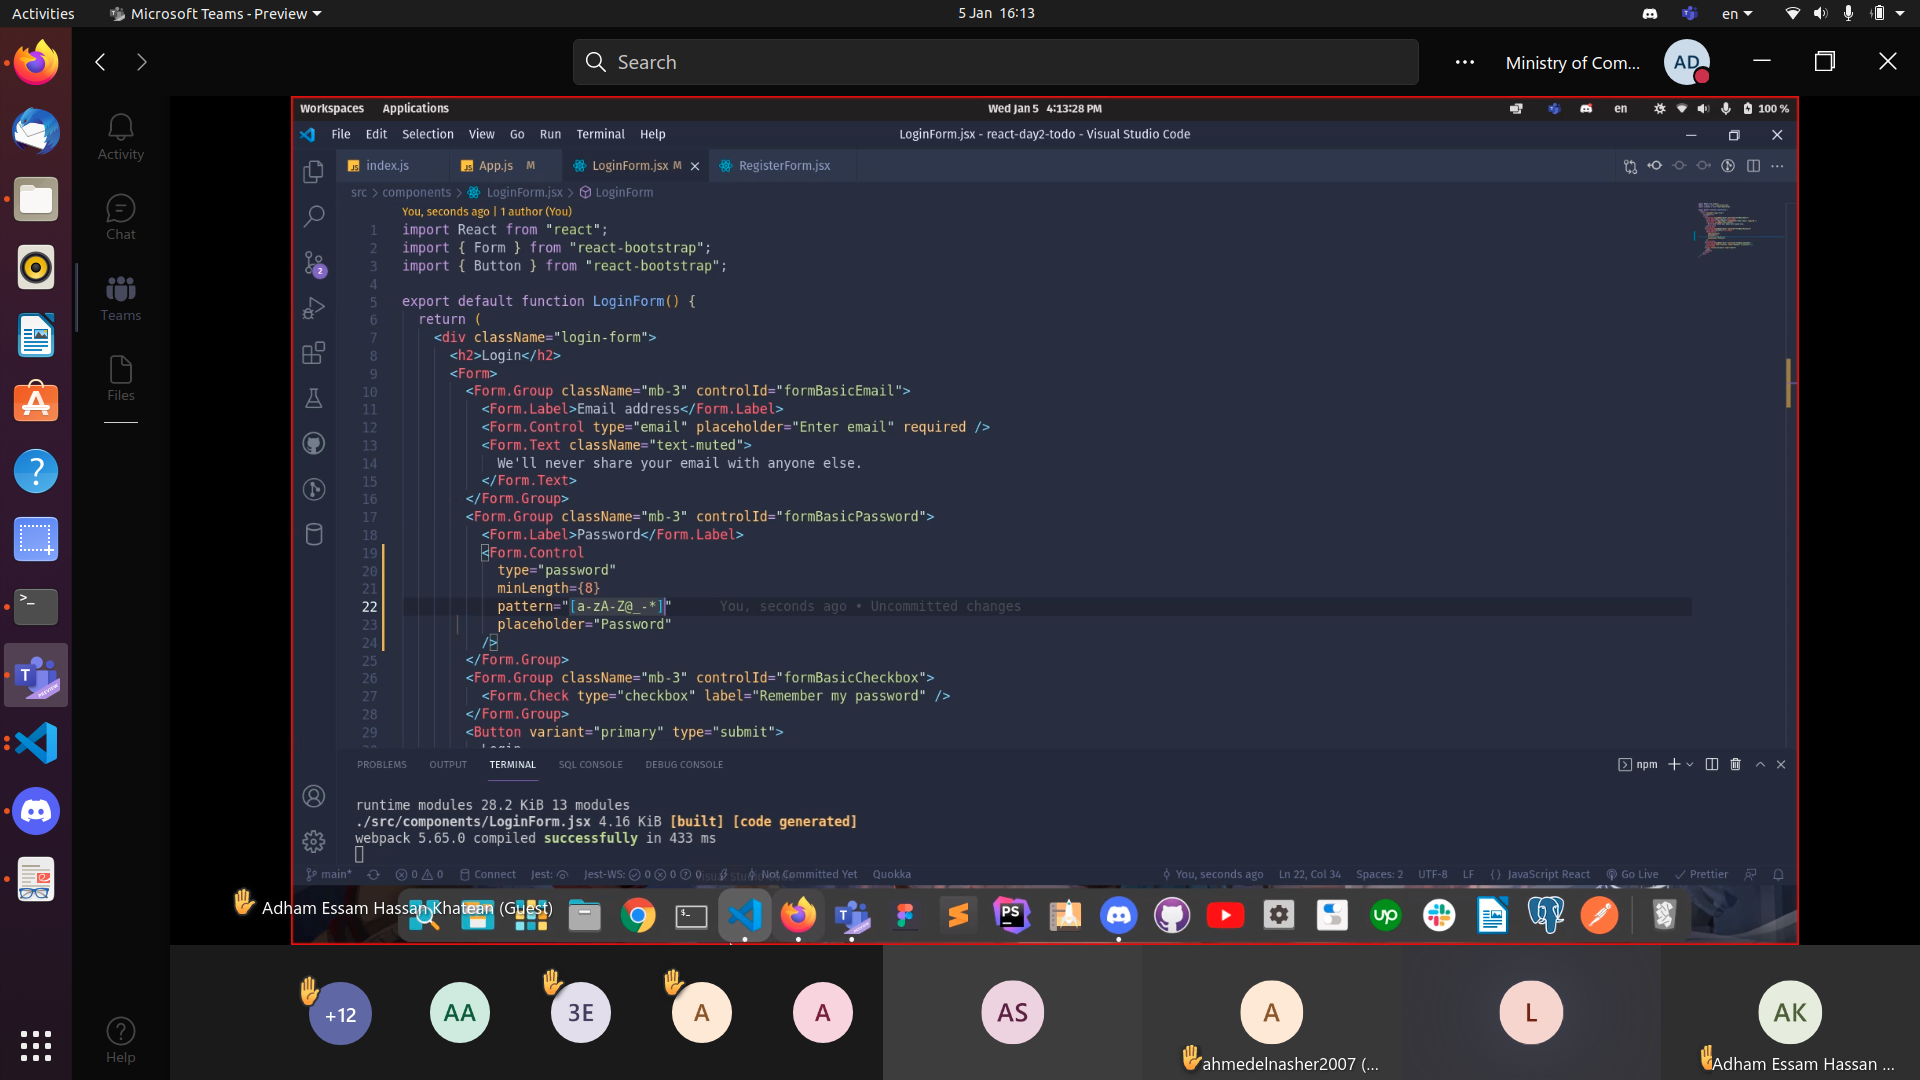 Activities
Microsoft Teams - Preview
5 Jan 16:13
en
Search
Ministry of Com...
AD
Activity
Chat
Teams
Files
Help
Workspaces Applications
Wed Jan 5 4:13:28 PM
en
100 %
File Edit Selection View Go Run Terminal Help
LoginForm.jsx - react-day2-todo - Visual Studio Code
index.js
App.js M
LoginForm.jsx M
RegisterForm.jsx
src > components > LoginForm.jsx > LoginForm
You, seconds ago | 1 author (You)
1 import React from "react";
2 import { Form } from "react-bootstrap";
3 import { Button } from "react-bootstrap";
4
5 export default function LoginForm() {
6 return (
7 <div className="login-form">
8 <h2>Login</h2>
9 <Form>
10 <Form.Group className="mb-3" controlId="formBasicEmail">
11 <Form.Label>Email address</Form.Label>
12 <Form.Control type="email" placeholder="Enter email" required />
13 <Form.Text className="text-muted">
14 We'll never share your email with anyone else.
15 </Form.Text>
16 </Form.Group>
17 <Form.Group className="mb-3" controlId="formBasicPassword">
18 <Form.Label>Password</Form.Label>
19 <Form.Control
20 type="password"
21 minLength={8}
22 pattern="[a-zA-Z@_-*]" You, seconds ago • Uncommitted changes
23 placeholder="Password"
24 />
25 </Form.Group>
26 <Form.Group className="mb-3" controlId="formBasicCheckbox">
27 <Form.Check type="checkbox" label="Remember my password" />
28 </Form.Group>
29 <Button variant="primary" type="submit">
2
PROBLEMS OUTPUT TERMINAL SQL CONSOLE DEBUG CONSOLE
npm
runtime modules 28.2 KiB 13 modules
./src/components/LoginForm.jsx 4.16 KiB [built] [code generated]
webpack 5.65.0 compiled successfully in 433 ms
main* 0 0 Connect Jest: Jest-WS: 0 0 0 Not Committed Yet Quokka
You, seconds ago Ln 22, Col 34 Spaces: 2 UTF-8 LF {} JavaScript React Go Live Prettier
Adham Essam Hassan Khatean (Guest)
PS
up
+12
AA
3E
A
A
AS
A
ahmedelnasher2007 (...
L
AK
Adham Essam Hassan ...